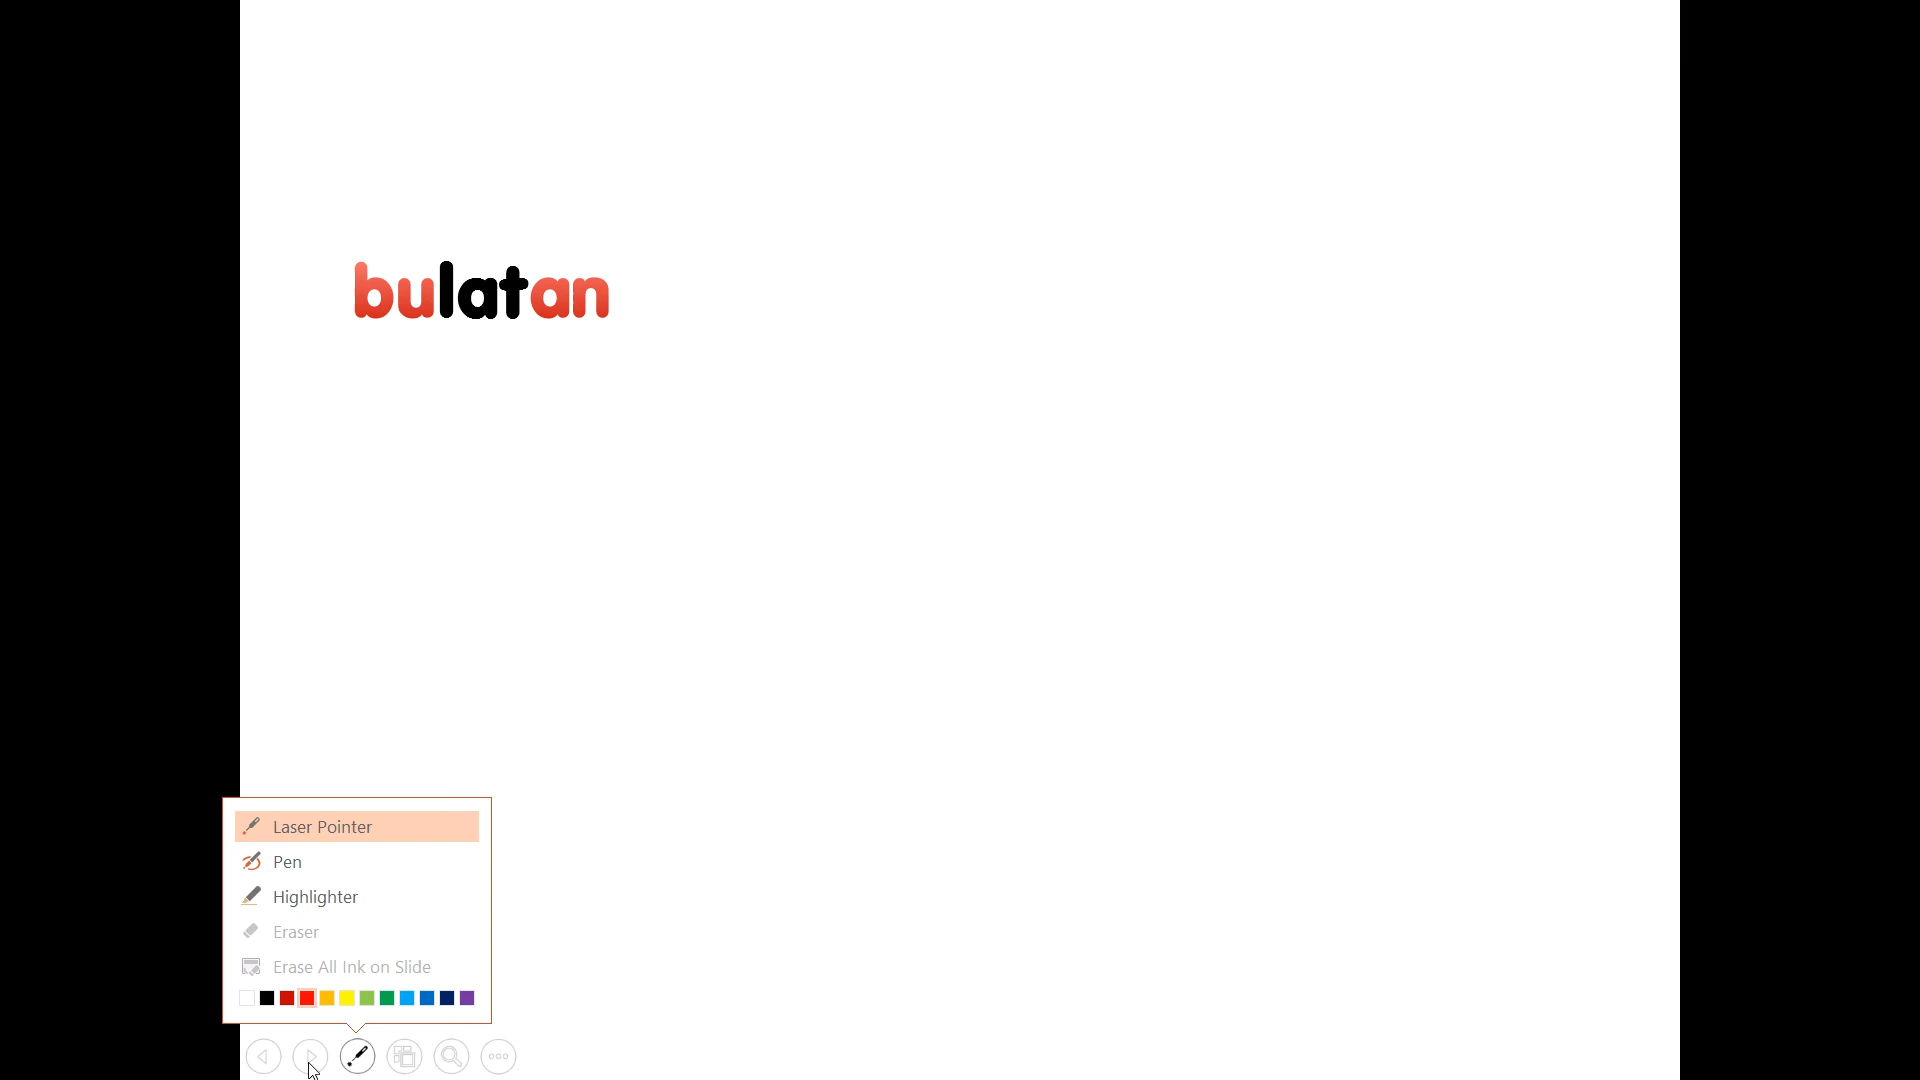 bulatan
Laser Pointer
Pen
Highlighter
Eraser
Erase All Ink on Slide